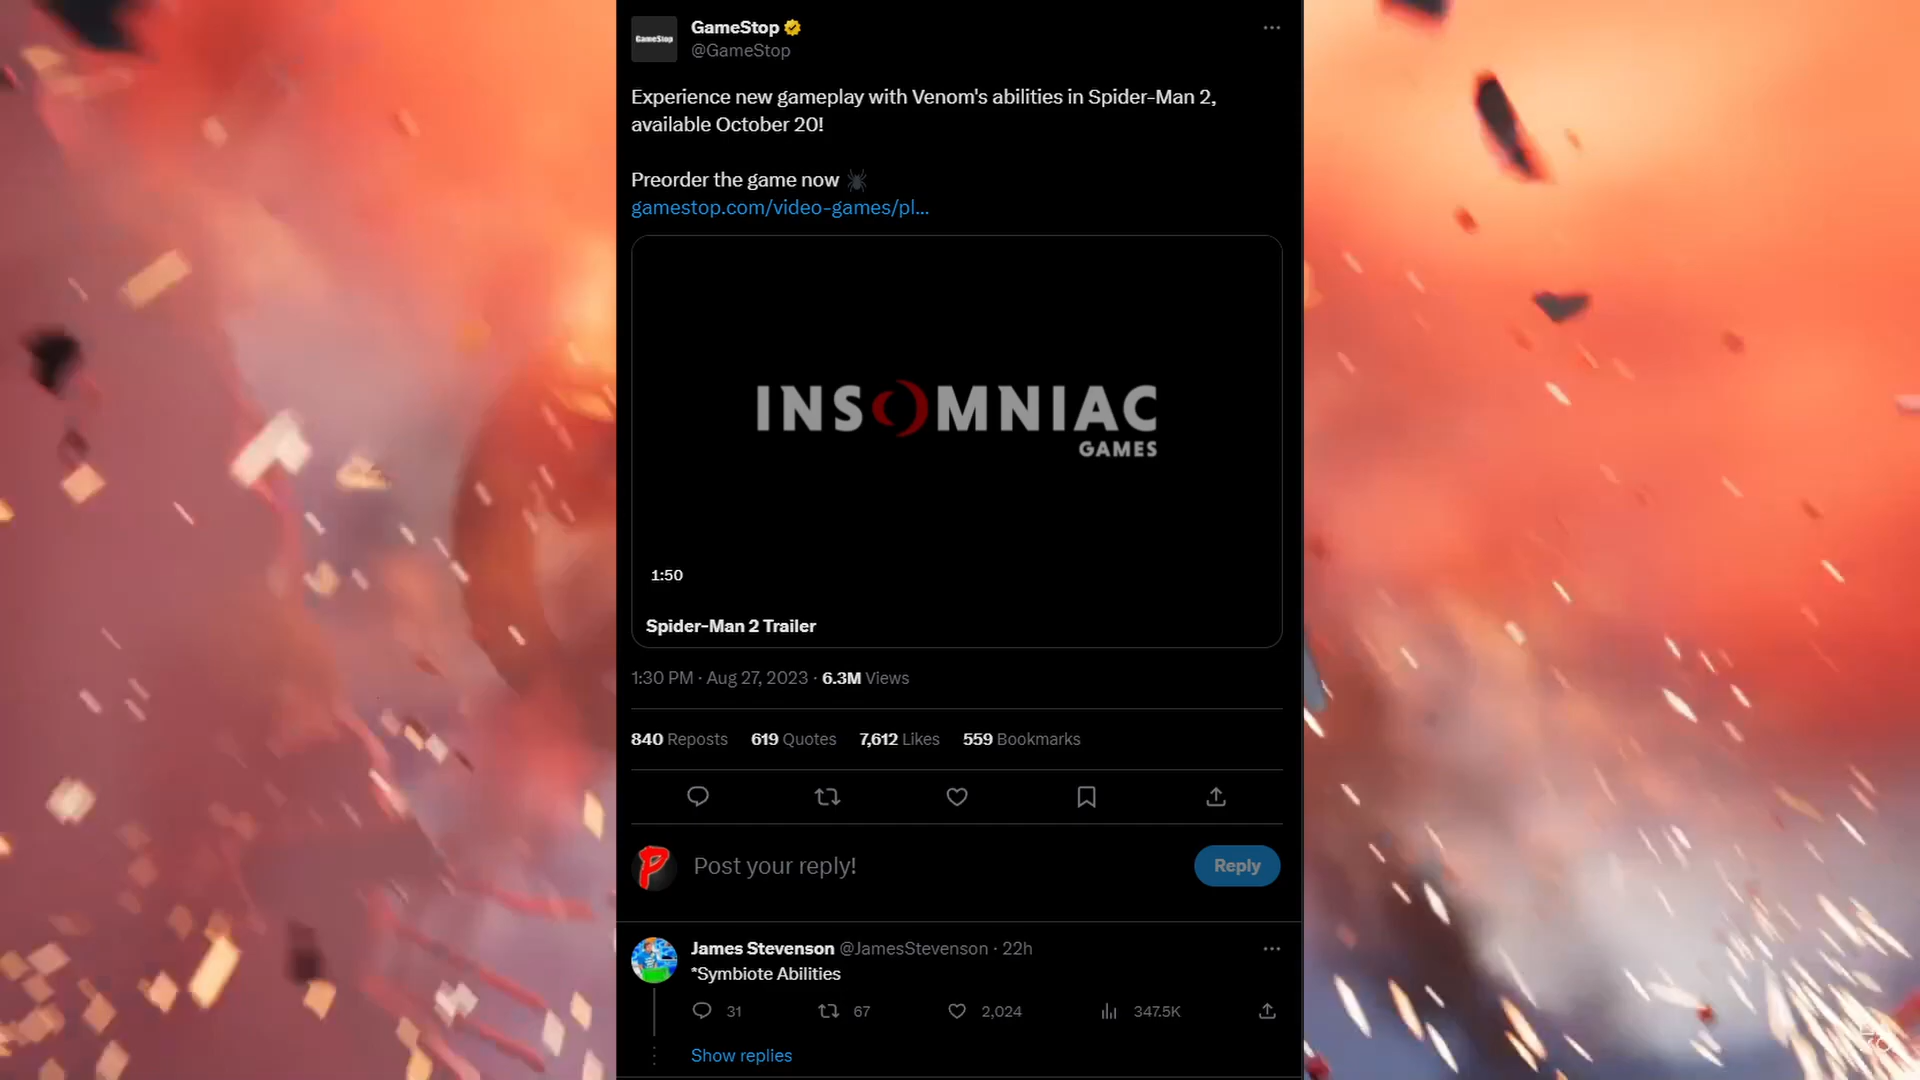 GameStop
GameStop
@GameStop
Experience new gameplay with Venom's abilities in Spider-Man 2,
available October 20!
Preorder the game now
gamestop.com/video-games/pl...
INSOMNIAC
GAMES
1:50
Spider-Man 2 Trailer
1:30 PM · Aug 27, 2023 · 6.3M Views
840 Reposts 619 Quotes 7,612 Likes 559 Bookmarks
P Post your reply! Reply
James Stevenson @JamesStevenson · 22h
*Symbiote Abilities
31 67 2,024 347.5K
Show replies